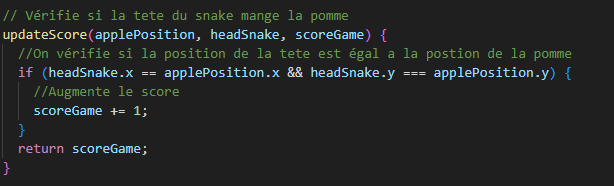 // Vérifie si la tete du snake mange la pomme
updateScore(applePosition, headSnake, scoreGame) {
//On vérifie si la position de la tete est égal a la postion de la pomme
if (headSnake.x == applePosition.x && headSnake.y === applePosition.y) {
//Augmente le score
scoreGame += 1;
}
return scoreGame;
}